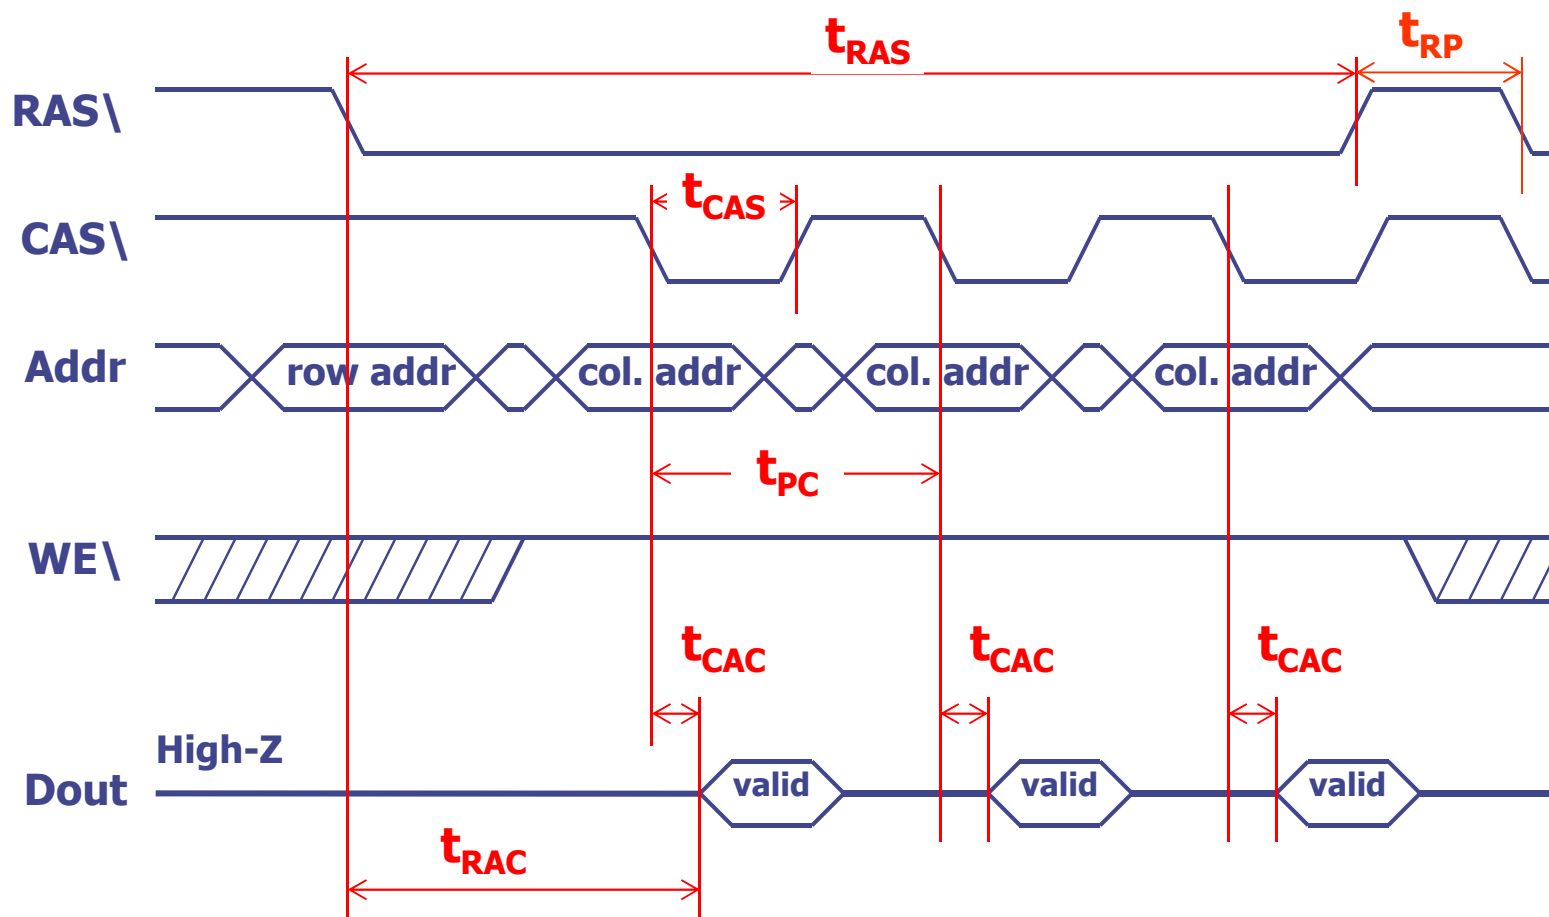 tRAS
tRP
RAS\
tCAS
CAS\
Addr
row addr
col. addr
col. addr
col. addr
tPC
WE\
tCAC
tCAC
tCAC
High-Z
Dout
valid
valid
valid
tRAC